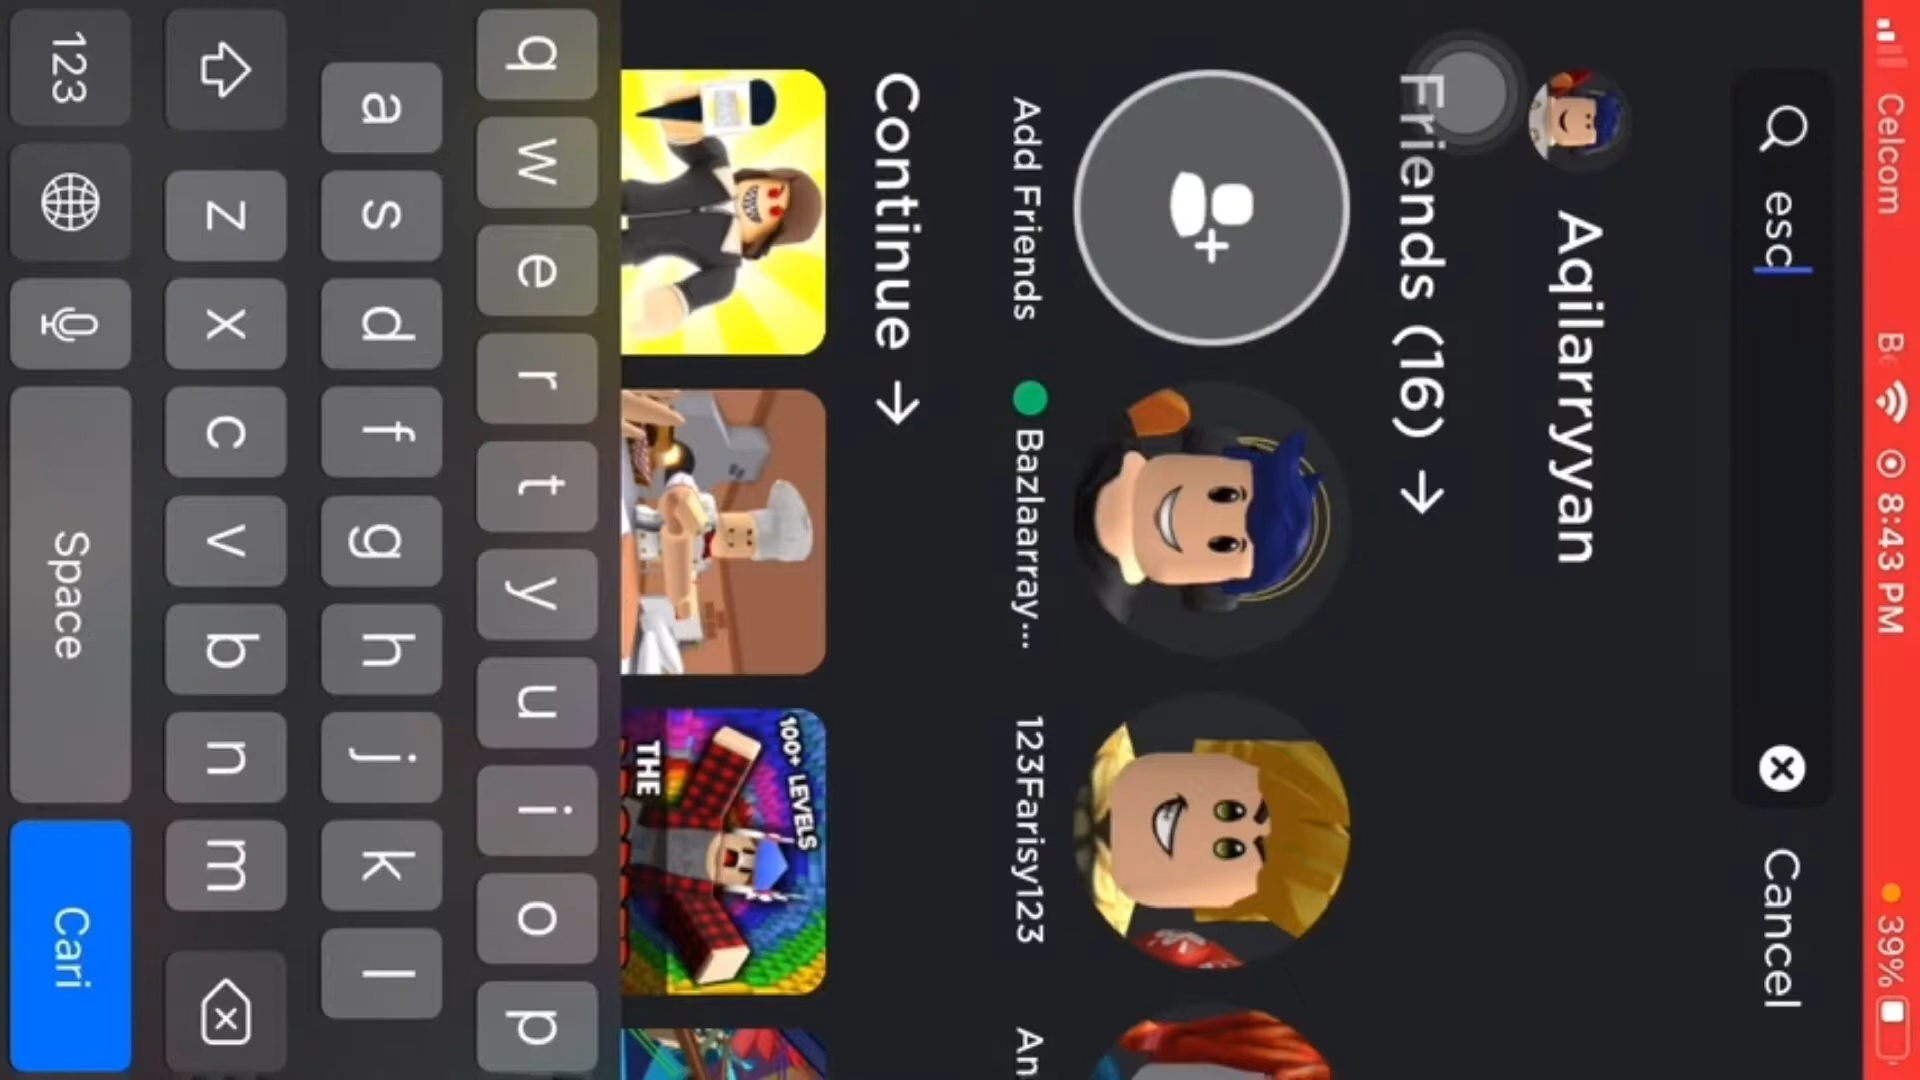 Celcom 8:43 PM 39%
esc Cancel
Aqilarryyan
Friends (16) →
Add Friends Bazlaarray... 123Farisy123 An
Continue →
100+ LEVELS
THE
q w e r t y u i o p
a s d f g h j k l
z x c v b n m
123 Space Cari